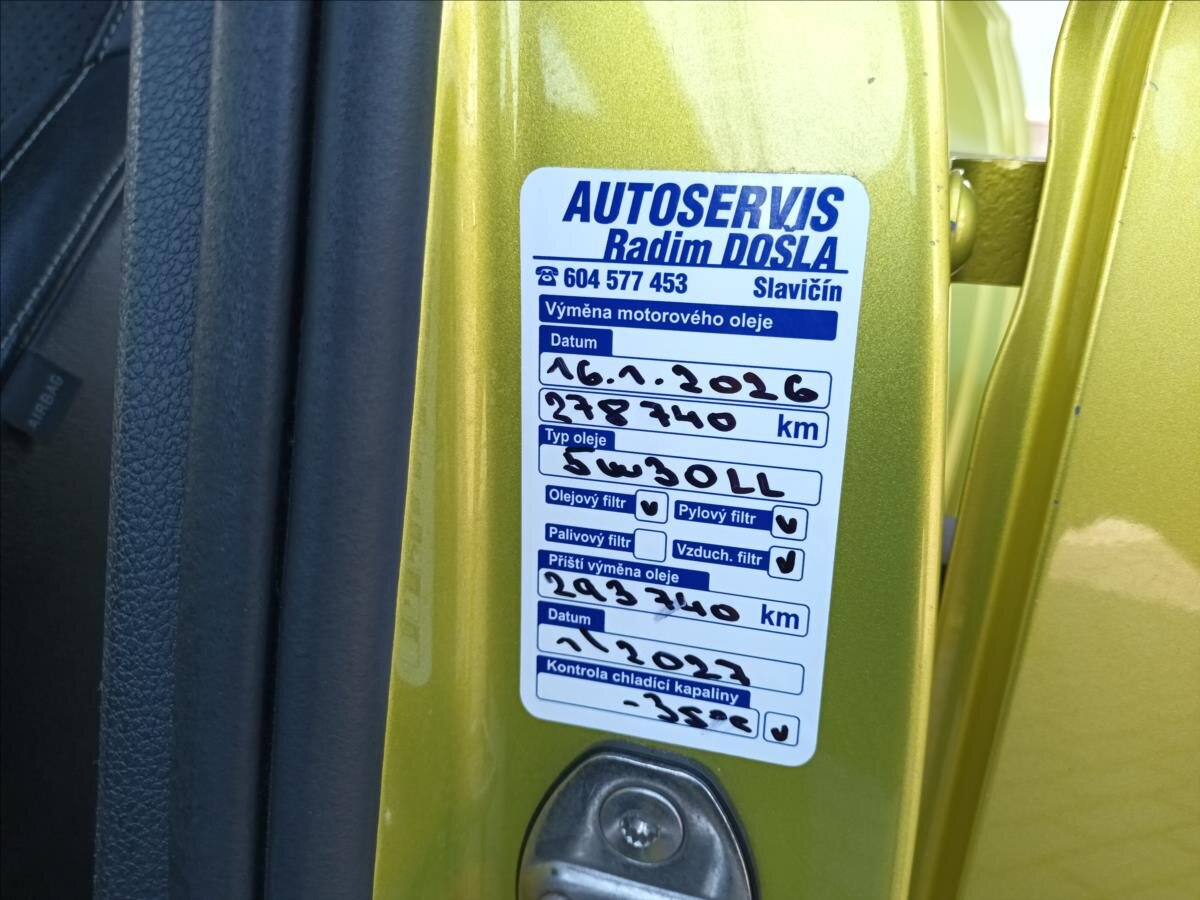 AUTOSERVIS
Radim DOŠLA
☎ 604 577 453 Slavičín
Výměna motorového oleje
Datum
16.1.2026
278740 km
Typ oleje
5w30LL
Olejový filtr ✓ Pylový filtr ✓
Palivový filtr Vzduch. filtr ✓
Příští výměna oleje
293740 km
Datum
1/2027
Kontrola chladící kapaliny
-35°C ✓
AIRBAG